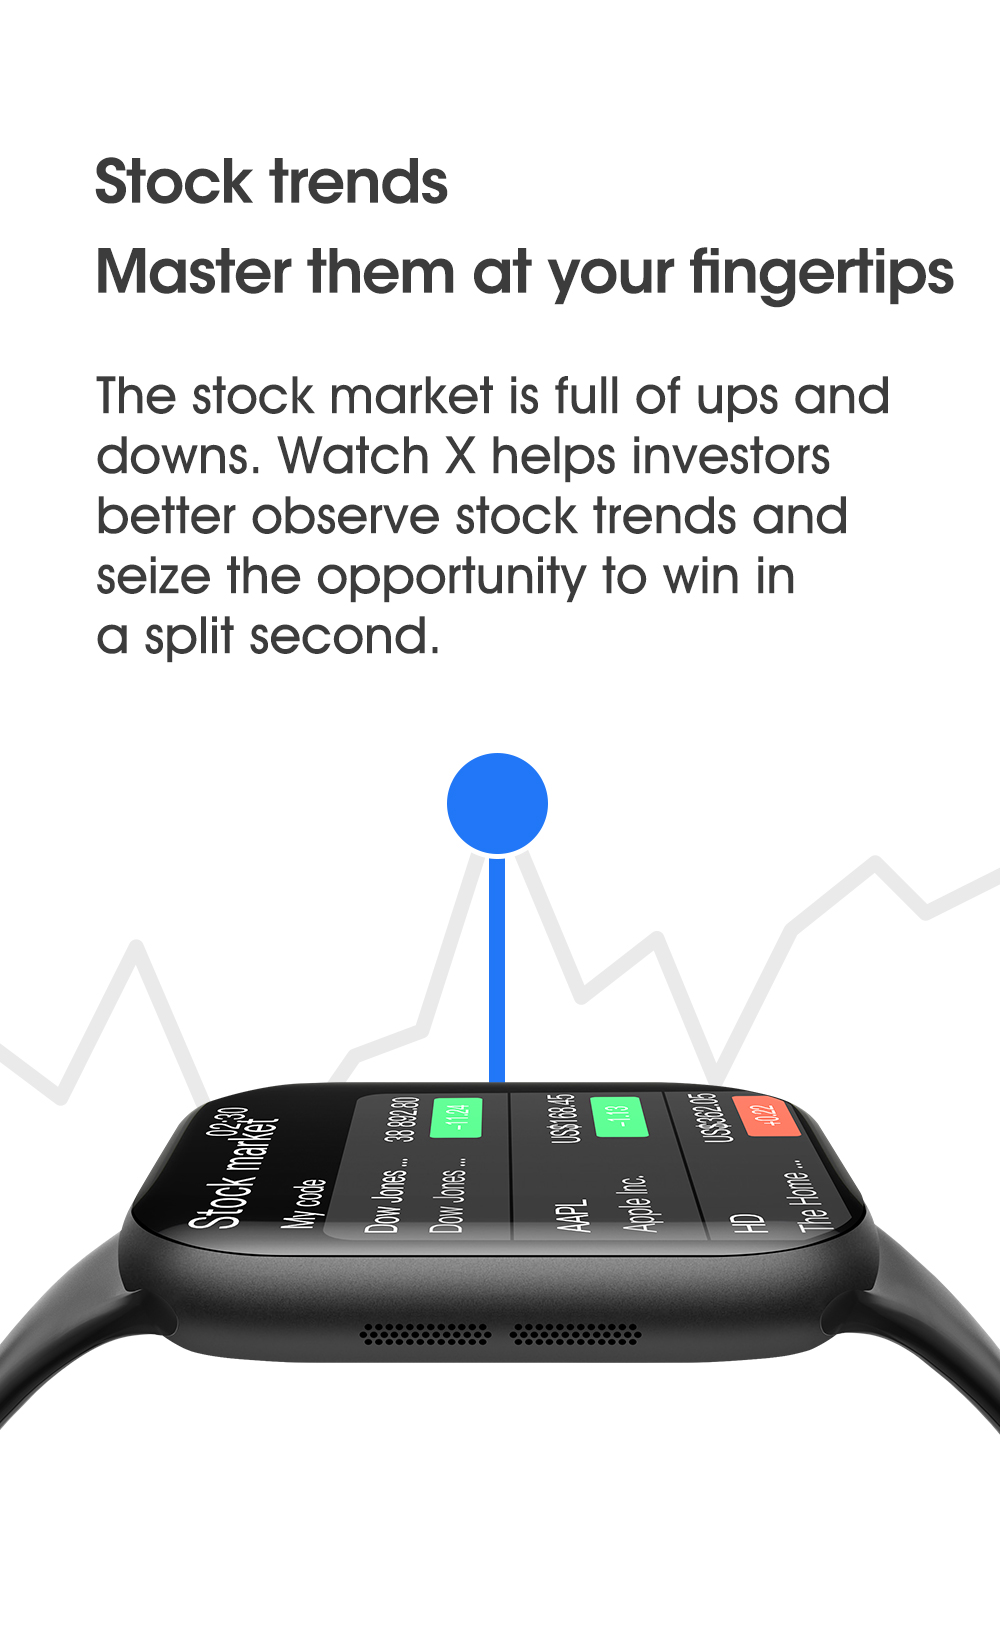 Stock trends
Master them at your fingertips
The stock market is full of ups and
downs. Watch X helps investors
better observe stock trends and
seize the opportunity to win in
a split second.
02:30
Stock market
My code
Dow Jones ... 38 892.80
Dow Jones ... -11.24
AAPL US$168.45
Apple Inc. -1.13
HD US$362.05
The Home ... +0.22